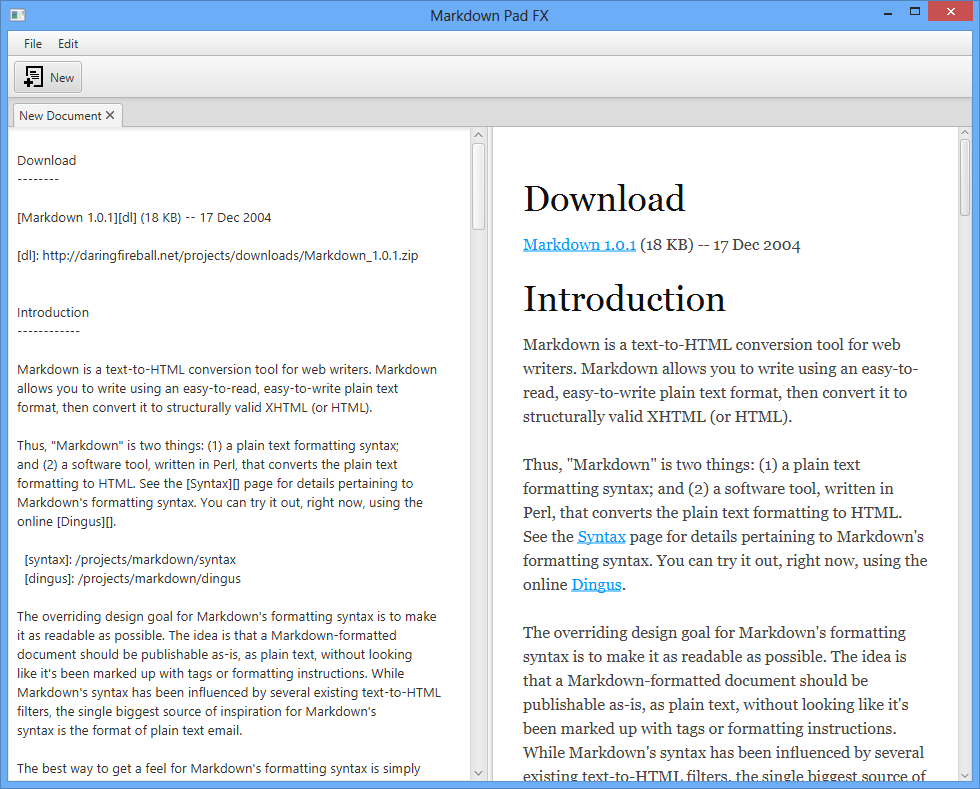 Markdown Pad FX
File Edit
New
New Document
Download
--------
[Markdown 1.0.1][dl] (18 KB) -- 17 Dec 2004
[dl]: http://daringfireball.net/projects/downloads/Markdown_1.0.1.zip
Introduction
------------
Markdown is a text-to-HTML conversion tool for web writers. Markdown
allows you to write using an easy-to-read, easy-to-write plain text
format, then convert it to structurally valid XHTML (or HTML).
Thus, "Markdown" is two things: (1) a plain text formatting syntax;
and (2) a software tool, written in Perl, that converts the plain text
formatting to HTML. See the [Syntax][] page for details pertaining to
Markdown's formatting syntax. You can try it out, right now, using the
online [Dingus][].
[syntax]: /projects/markdown/syntax
[dingus]: /projects/markdown/dingus
The overriding design goal for Markdown's formatting syntax is to make
it as readable as possible. The idea is that a Markdown-formatted
document should be publishable as-is, as plain text, without looking
like it's been marked up with tags or formatting instructions. While
Markdown's syntax has been influenced by several existing text-to-HTML
filters, the single biggest source of inspiration for Markdown's
syntax is the format of plain text email.
The best way to get a feel for Markdown's formatting syntax is simply
Download
Markdown 1.0.1 (18 KB) -- 17 Dec 2004
Introduction
Markdown is a text-to-HTML conversion tool for web
writers. Markdown allows you to write using an easy-to-
read, easy-to-write plain text format, then convert it to
structurally valid XHTML (or HTML).
Thus, "Markdown" is two things: (1) a plain text
formatting syntax; and (2) a software tool, written in
Perl, that converts the plain text formatting to HTML.
See the Syntax page for details pertaining to Markdown's
formatting syntax. You can try it out, right now, using the
online Dingus.
The overriding design goal for Markdown's formatting
syntax is to make it as readable as possible. The idea is
that a Markdown-formatted document should be
publishable as-is, as plain text, without looking like it's
been marked up with tags or formatting instructions.
While Markdown's syntax has been influenced by several
existing text-to-HTML filters, the single biggest source of